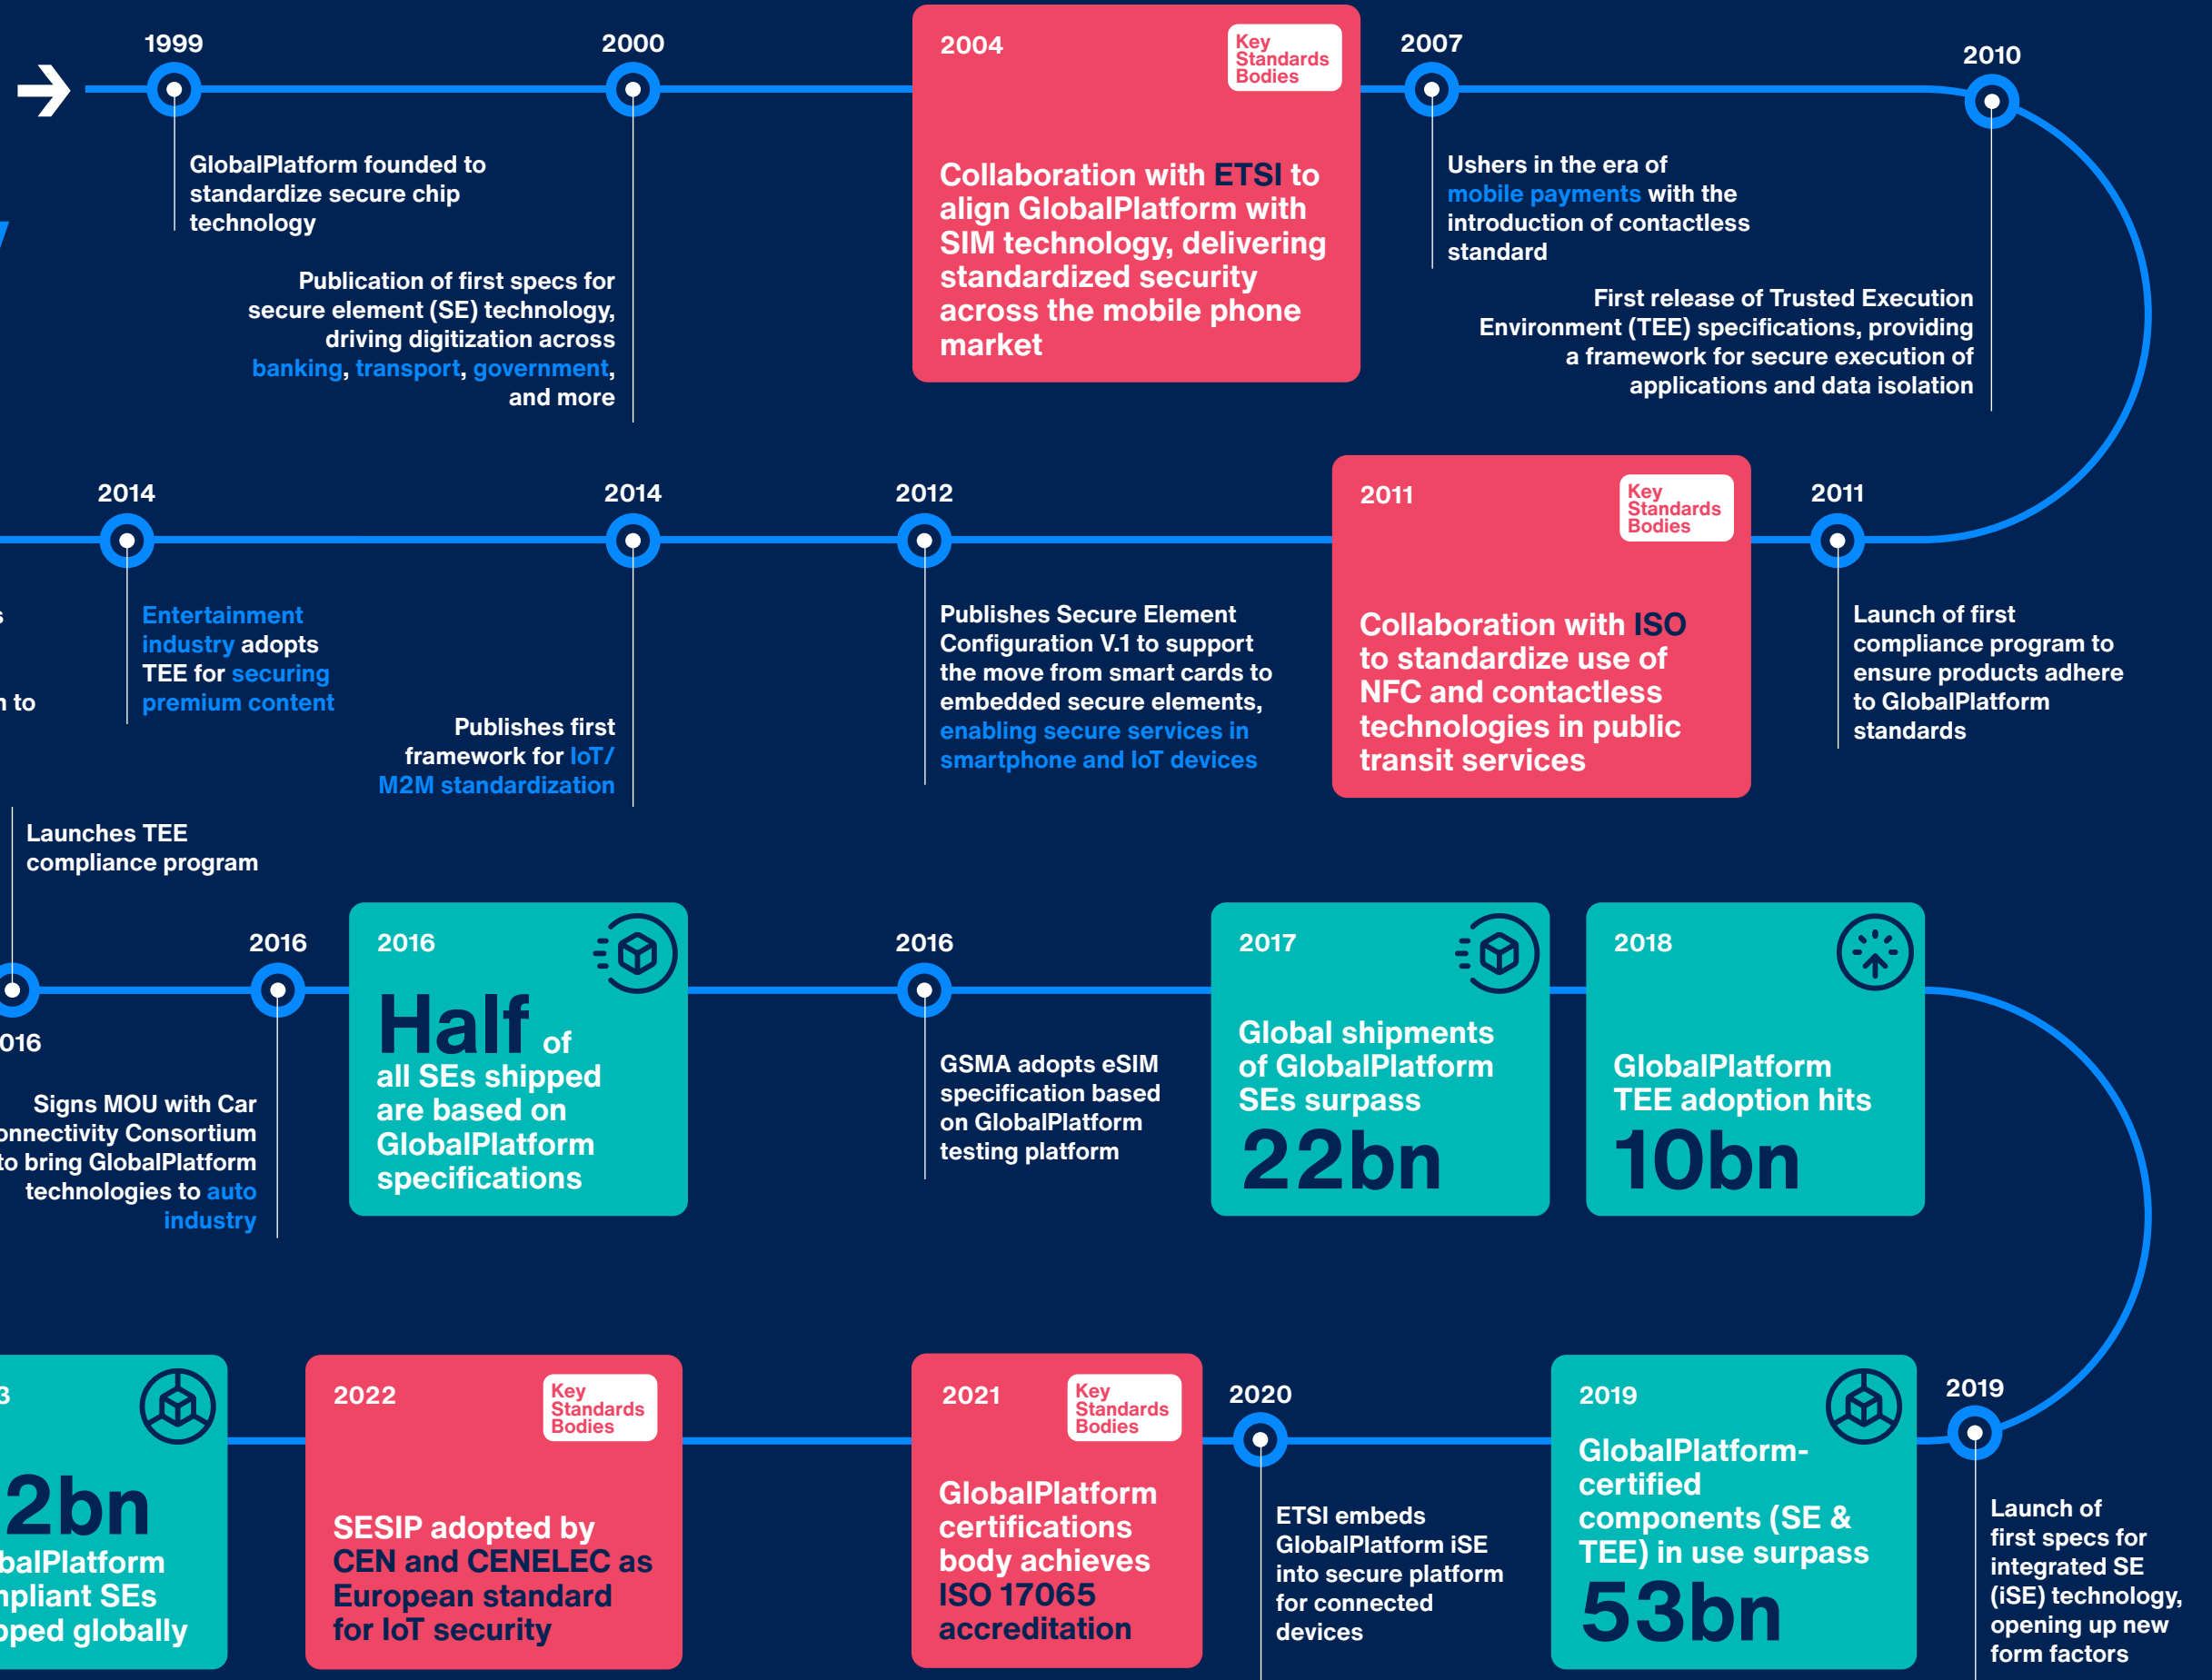 1999
GlobalPlatform founded to
standardize secure chip
technology
2000
Publication of first specs for
secure element (SE) technology,
driving digitization across
banking, transport, government,
and more
2004
Key
Standards
Bodies
Collaboration with ETSI to
align GlobalPlatform with
SIM technology, delivering
standardized security
across the mobile phone
market
2007
Ushers in the era of
mobile payments with the
introduction of contactless
standard
2010
First release of Trusted Execution
Environment (TEE) specifications, providing
a framework for secure execution of
applications and data isolation
2011
Launch of first
compliance program to
ensure products adhere
to GlobalPlatform
standards
2011
Key
Standards
Bodies
Collaboration with ISO
to standardize use of
NFC and contactless
technologies in public
transit services
2012
Publishes Secure Element
Configuration V.1 to support
the move from smart cards to
embedded secure elements,
enabling secure services in
smartphone and IoT devices
2014
Publishes first
framework for IoT/
M2M standardization
2014
Entertainment
industry adopts
TEE for securing
premium content
to
Launches TEE
compliance program
2016
Signs MOU with Car
Consortium
to bring GlobalPlatform
technologies to auto
industry
2016
Half of
all SEs shipped
are based on
GlobalPlatform
specifications
2016
GSMA adopts eSIM
specification based
on GlobalPlatform
testing platform
2017
Global shipments
of GlobalPlatform
SEs surpass
22bn
2018
GlobalPlatform
TEE adoption hits
10bn
2019
Launch of
first specs for
integrated SE
(iSE) technology,
opening up new
form factors
2019
GlobalPlatform-
certified
components (SE &
TEE) in use surpass
53bn
2020
ETSI embeds
GlobalPlatform iSE
into secure platform
for connected
devices
2021
Key
Standards
Bodies
GlobalPlatform
certifications
body achieves
ISO 17065
accreditation
2022
Key
Standards
Bodies
SESIP adopted by
CEN and CENELEC as
European standard
for IoT security
2bn
SEs
globally